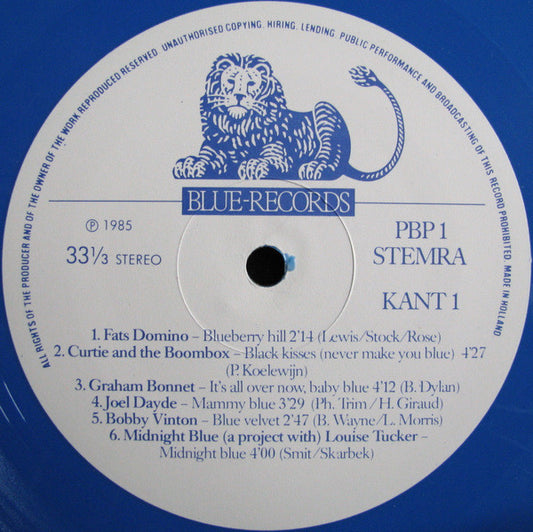 ALL RIGHTS OF THE PRODUCER AND OF THE OWNER OF THE WORK REPRODUCED RESERVED. UNAUTHORISED COPYING. HIRING. LENDING. PUBLIC PERFORMANCE AND BROADCASTING OF THIS RECORD PROHIBITED. MADE IN HOLLAND
BLUE-RECORDS
℗ 1985
33⅓ STEREO
PBP 1
STEMRA
KANT 1
1. Fats Domino – Blueberry hill 2'14 (Lewis/Stock/Rose)
2. Curtie and the Boombox – Black kisses (never make you blue) 4'27
(P. Koelewijn)
3. Graham Bonnet – It's all over now, baby blue 4'12 (B. Dylan)
4. Joel Dayde – Mammy blue 3'29 (Ph. Trim/H. Giraud)
5. Bobby Vinton – Blue velvet 2'47 (B. Wayne/L. Morris)
6. Midnight Blue (a project with) Louise Tucker –
Midnight blue 4'00 (Smit/Skarbek)